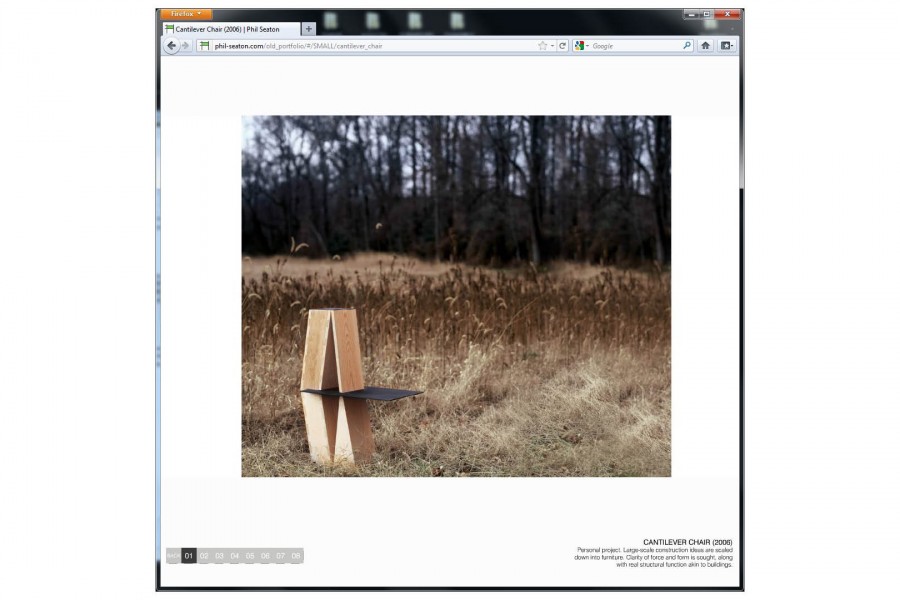 Firefox
Cantilever Chair (2006) | Phil Seaton
phil-seaton.com/old_portfolio/#/SMALL/cantilever_chair
Google
BACK 01 02 03 04 05 06 07 08
CANTILEVER CHAIR (2006)
Personal project. Large-scale construction ideas are scaled
down into furniture. Clarity of force and form is sought, along
with real structural function akin to buildings.